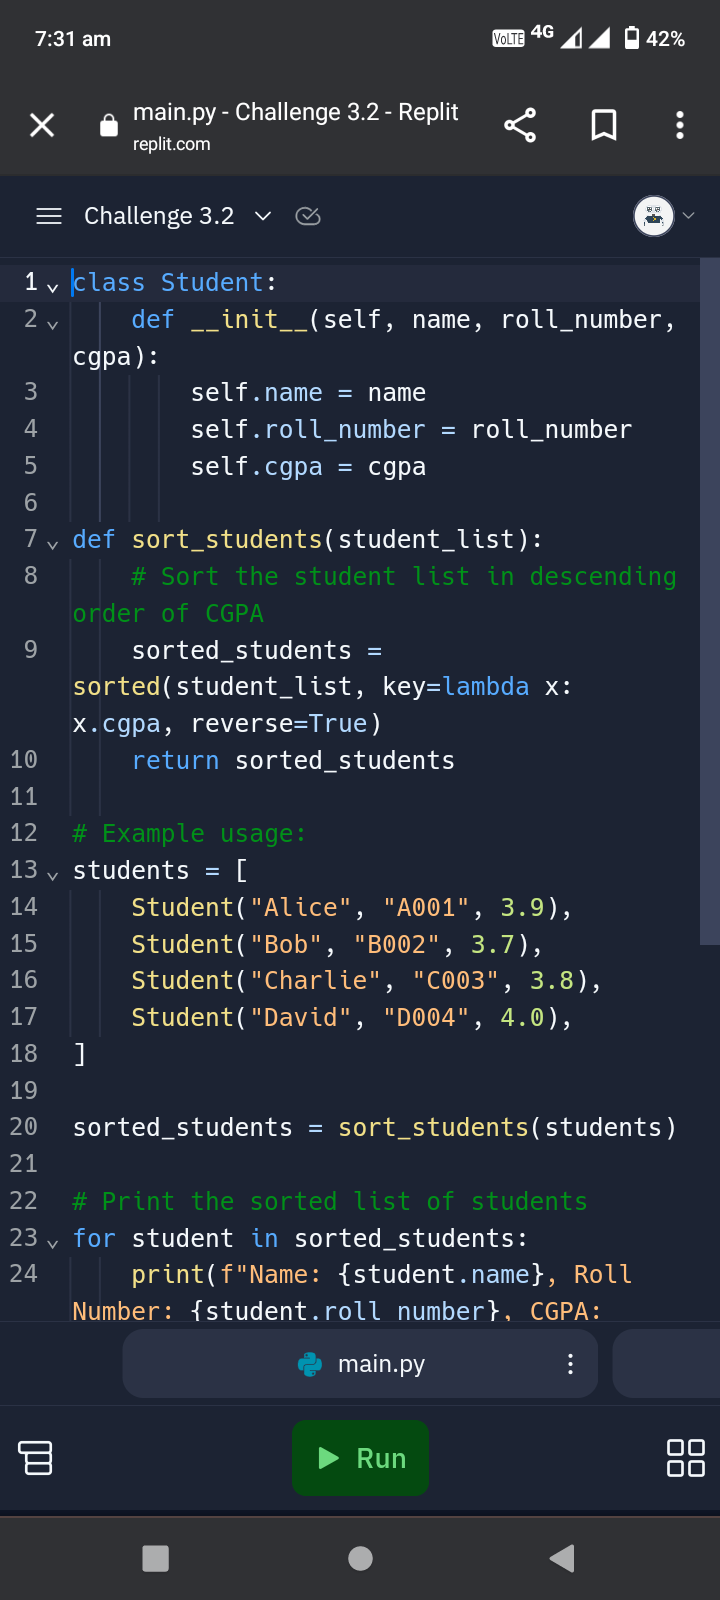 7:31 am VoLTE 4G 42%
main.py - Challenge 3.2 - Replit
replit.com
Challenge 3.2
1 class Student:
2     def __init__(self, name, roll_number,
cgpa):
3         self.name = name
4         self.roll_number = roll_number
5         self.cgpa = cgpa
6
7 def sort_students(student_list):
8     # Sort the student list in descending
order of CGPA
9     sorted_students =
sorted(student_list, key=lambda x:
x.cgpa, reverse=True)
10     return sorted_students
11
12 # Example usage:
13 students = [
14     Student("Alice", "A001", 3.9),
15     Student("Bob", "B002", 3.7),
16     Student("Charlie", "C003", 3.8),
17     Student("David", "D004", 4.0),
18 ]
19
20 sorted_students = sort_students(students)
21
22 # Print the sorted list of students
23 for student in sorted_students:
24     print(f"Name: {student.name}, Roll
Number: {student.roll_number}, CGPA:
main.py
Run